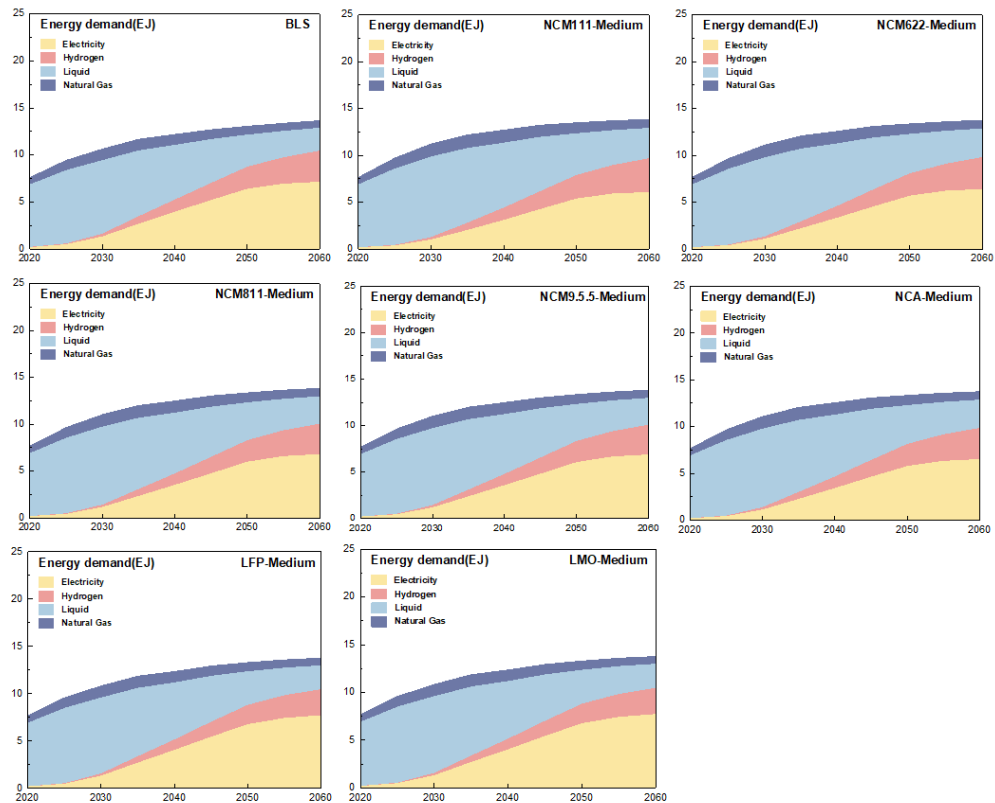 Energy demand(EJ) BLS
Electricity
Hydrogen
Liquid
Natural Gas
25
20
15
10
5
0
2020 2030 2040 2050 2060
Energy demand(EJ) NCM111-Medium
Electricity
Hydrogen
Liquid
Natural Gas
25
20
15
10
5
0
2020 2030 2040 2050 2060
Energy demand(EJ) NCM622-Medium
Electricity
Hydrogen
Liquid
Natural Gas
25
20
15
10
5
0
2020 2030 2040 2050 2060
Energy demand(EJ) NCM811-Medium
Electricity
Hydrogen
Liquid
Natural Gas
25
20
15
10
5
0
2020 2030 2040 2050 2060
Energy demand(EJ) NCM9.5.5-Medium
Electricity
Hydrogen
Liquid
Natural Gas
25
20
15
10
5
0
2020 2030 2040 2050 2060
Energy demand(EJ) NCA-Medium
Electricity
Hydrogen
Liquid
Natural Gas
25
20
15
10
5
0
2020 2030 2040 2050 2060
Energy demand(EJ) LFP-Medium
Electricity
Hydrogen
Liquid
Natural Gas
25
20
15
10
5
0
2020 2030 2040 2050 2060
Energy demand(EJ) LMO-Medium
Electricity
Hydrogen
Liquid
Natural Gas
25
20
15
10
5
0
2020 2030 2040 2050 2060